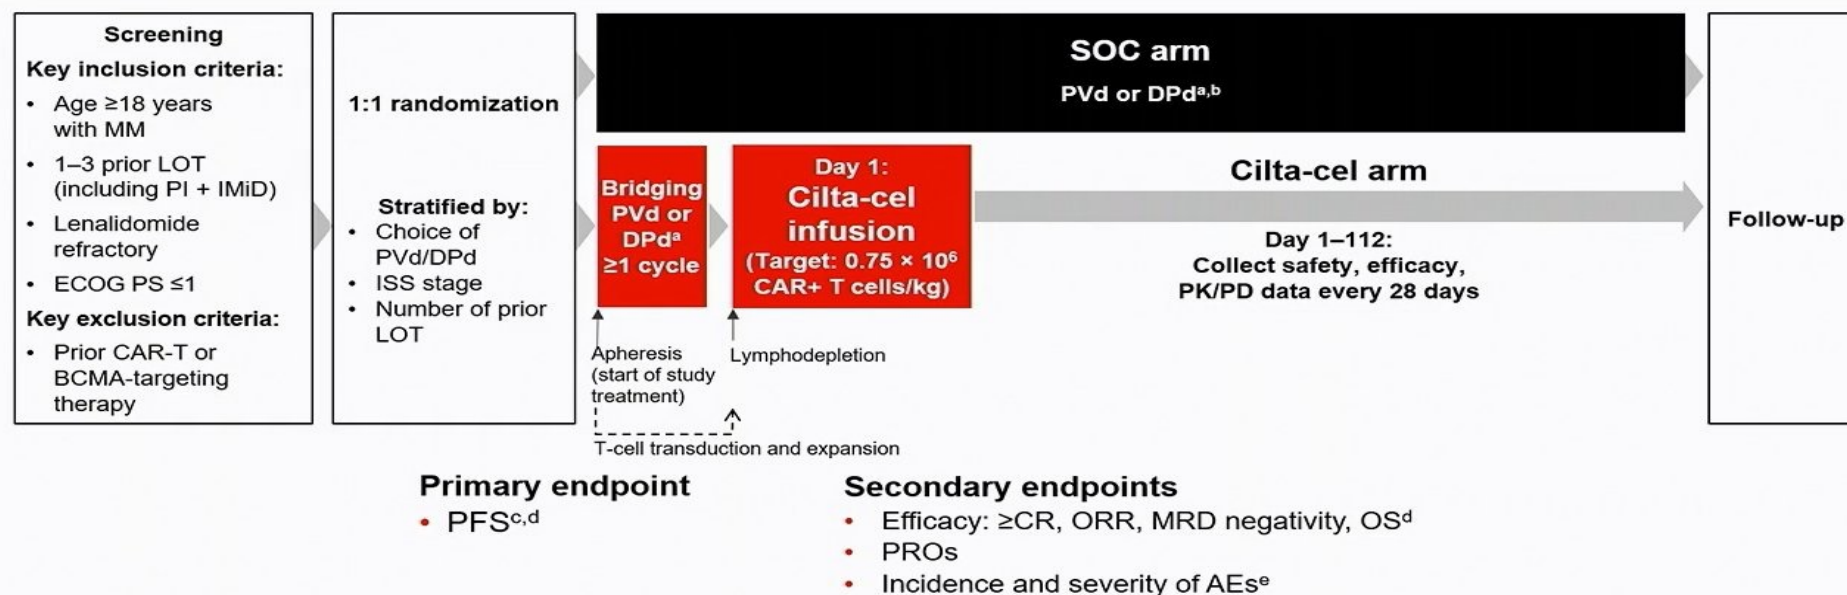 Screening
Key inclusion criteria:
• Age ≥18 years
with MM
• 1–3 prior LOT
(including PI + IMiD)
• Lenalidomide
refractory
• ECOG PS ≤1
Key exclusion criteria:
• Prior CAR-T or
BCMA-targeting
therapy
1:1 randomization
Stratified by:
• Choice of
PVd/DPd
• ISS stage
• Number of prior
LOT
SOC arm
PVd or DPdᵃ,ᵇ
Bridging
PVd or
DPdᵃ
≥1 cycle
Day 1:
Cilta-cel
infusion
(Target: 0.75 × 10⁶
CAR+ T cells/kg)
Cilta-cel arm
Day 1–112:
Collect safety, efficacy,
PK/PD data every 28 days
Follow-up
Apheresis
(start of study
treatment)
Lymphodepletion
T-cell transduction and expansion
Primary endpoint
• PFSᶜ,ᵈ
Secondary endpoints
• Efficacy: ≥CR, ORR, MRD negativity, OSᵈ
• PROs
• Incidence and severity of AEsᵉ